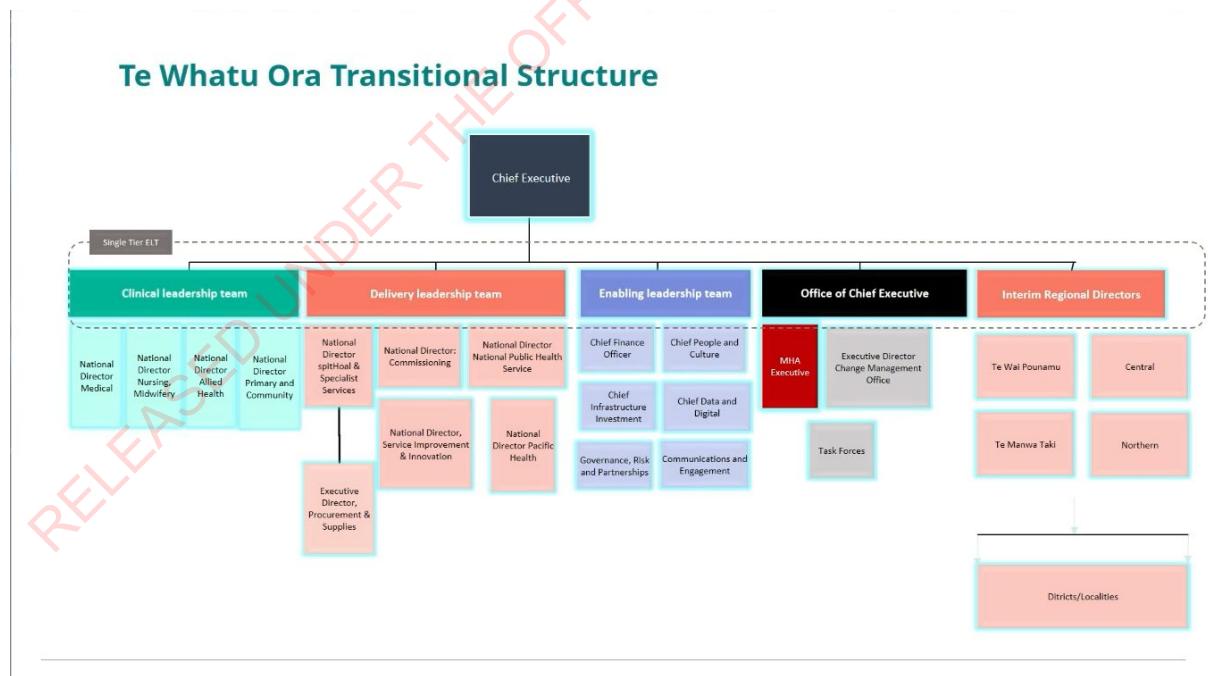 RELEASED UNDER THE OFF
Te Whatu Ora Transitional Structure
Chief Executive
Single Tier ELT
Clinical leadership team
Delivery leadership team
Enabling leadership team
Office of Chief Executive
Interim Regional Directors
National
Director
Medical
National
Director
Nursing,
Midwifery
National
Director
Allied
Health
National
Director
Primary and
Community
National
Director
spitHoal &
Specialist
Services
National Director:
Commissioning
National Director
National Public Health
Service
National Director,
Service Improvement
& Innovation
National
Director Pacific
Health
Executive
Director,
Procurement &
Supplies
Chief Finance
Officer
Chief People and
Culture
Chief
Infrastructure
Investment
Chief Data and
Digital
Governance, Risk
and Partnerships
Communications and
Engagement
MHA
Executive
Executive Director
Change Management
Office
Task Forces
Te Wai Pounamu
Central
Te Manwa Taki
Northern
Ditricts/Localities